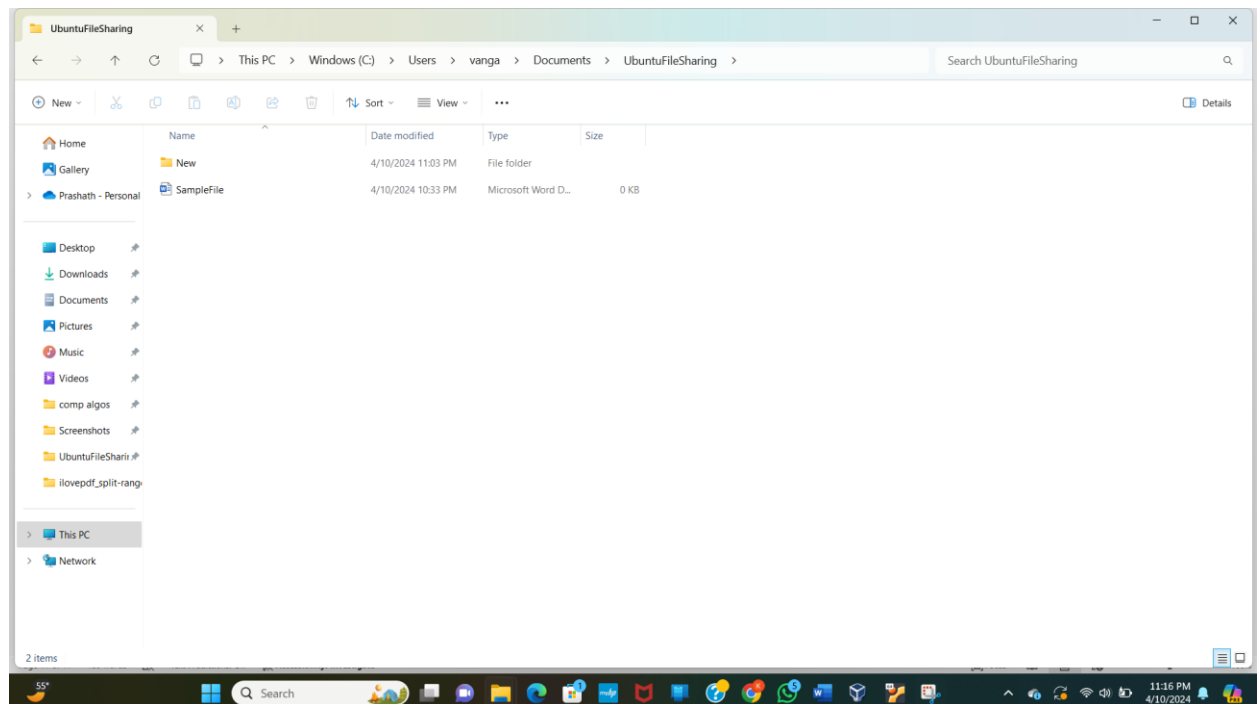 UbuntuFileSharing
This PC > Windows (C:) > Users > vanga > Documents > UbuntuFileSharing >
Search UbuntuFileSharing
New
Sort
View
Details
Name Date modified Type Size
New 4/10/2024 11:03 PM File folder
SampleFile 4/10/2024 10:33 PM Microsoft Word D... 0 KB
Home
Gallery
Prashath - Personal
Desktop
Downloads
Documents
Pictures
Music
Videos
comp algos
Screenshots
UbuntuFileSharin
ilovepdf_split-rang
This PC
Network
2 items
55°
Search
11:16 PM
4/10/2024